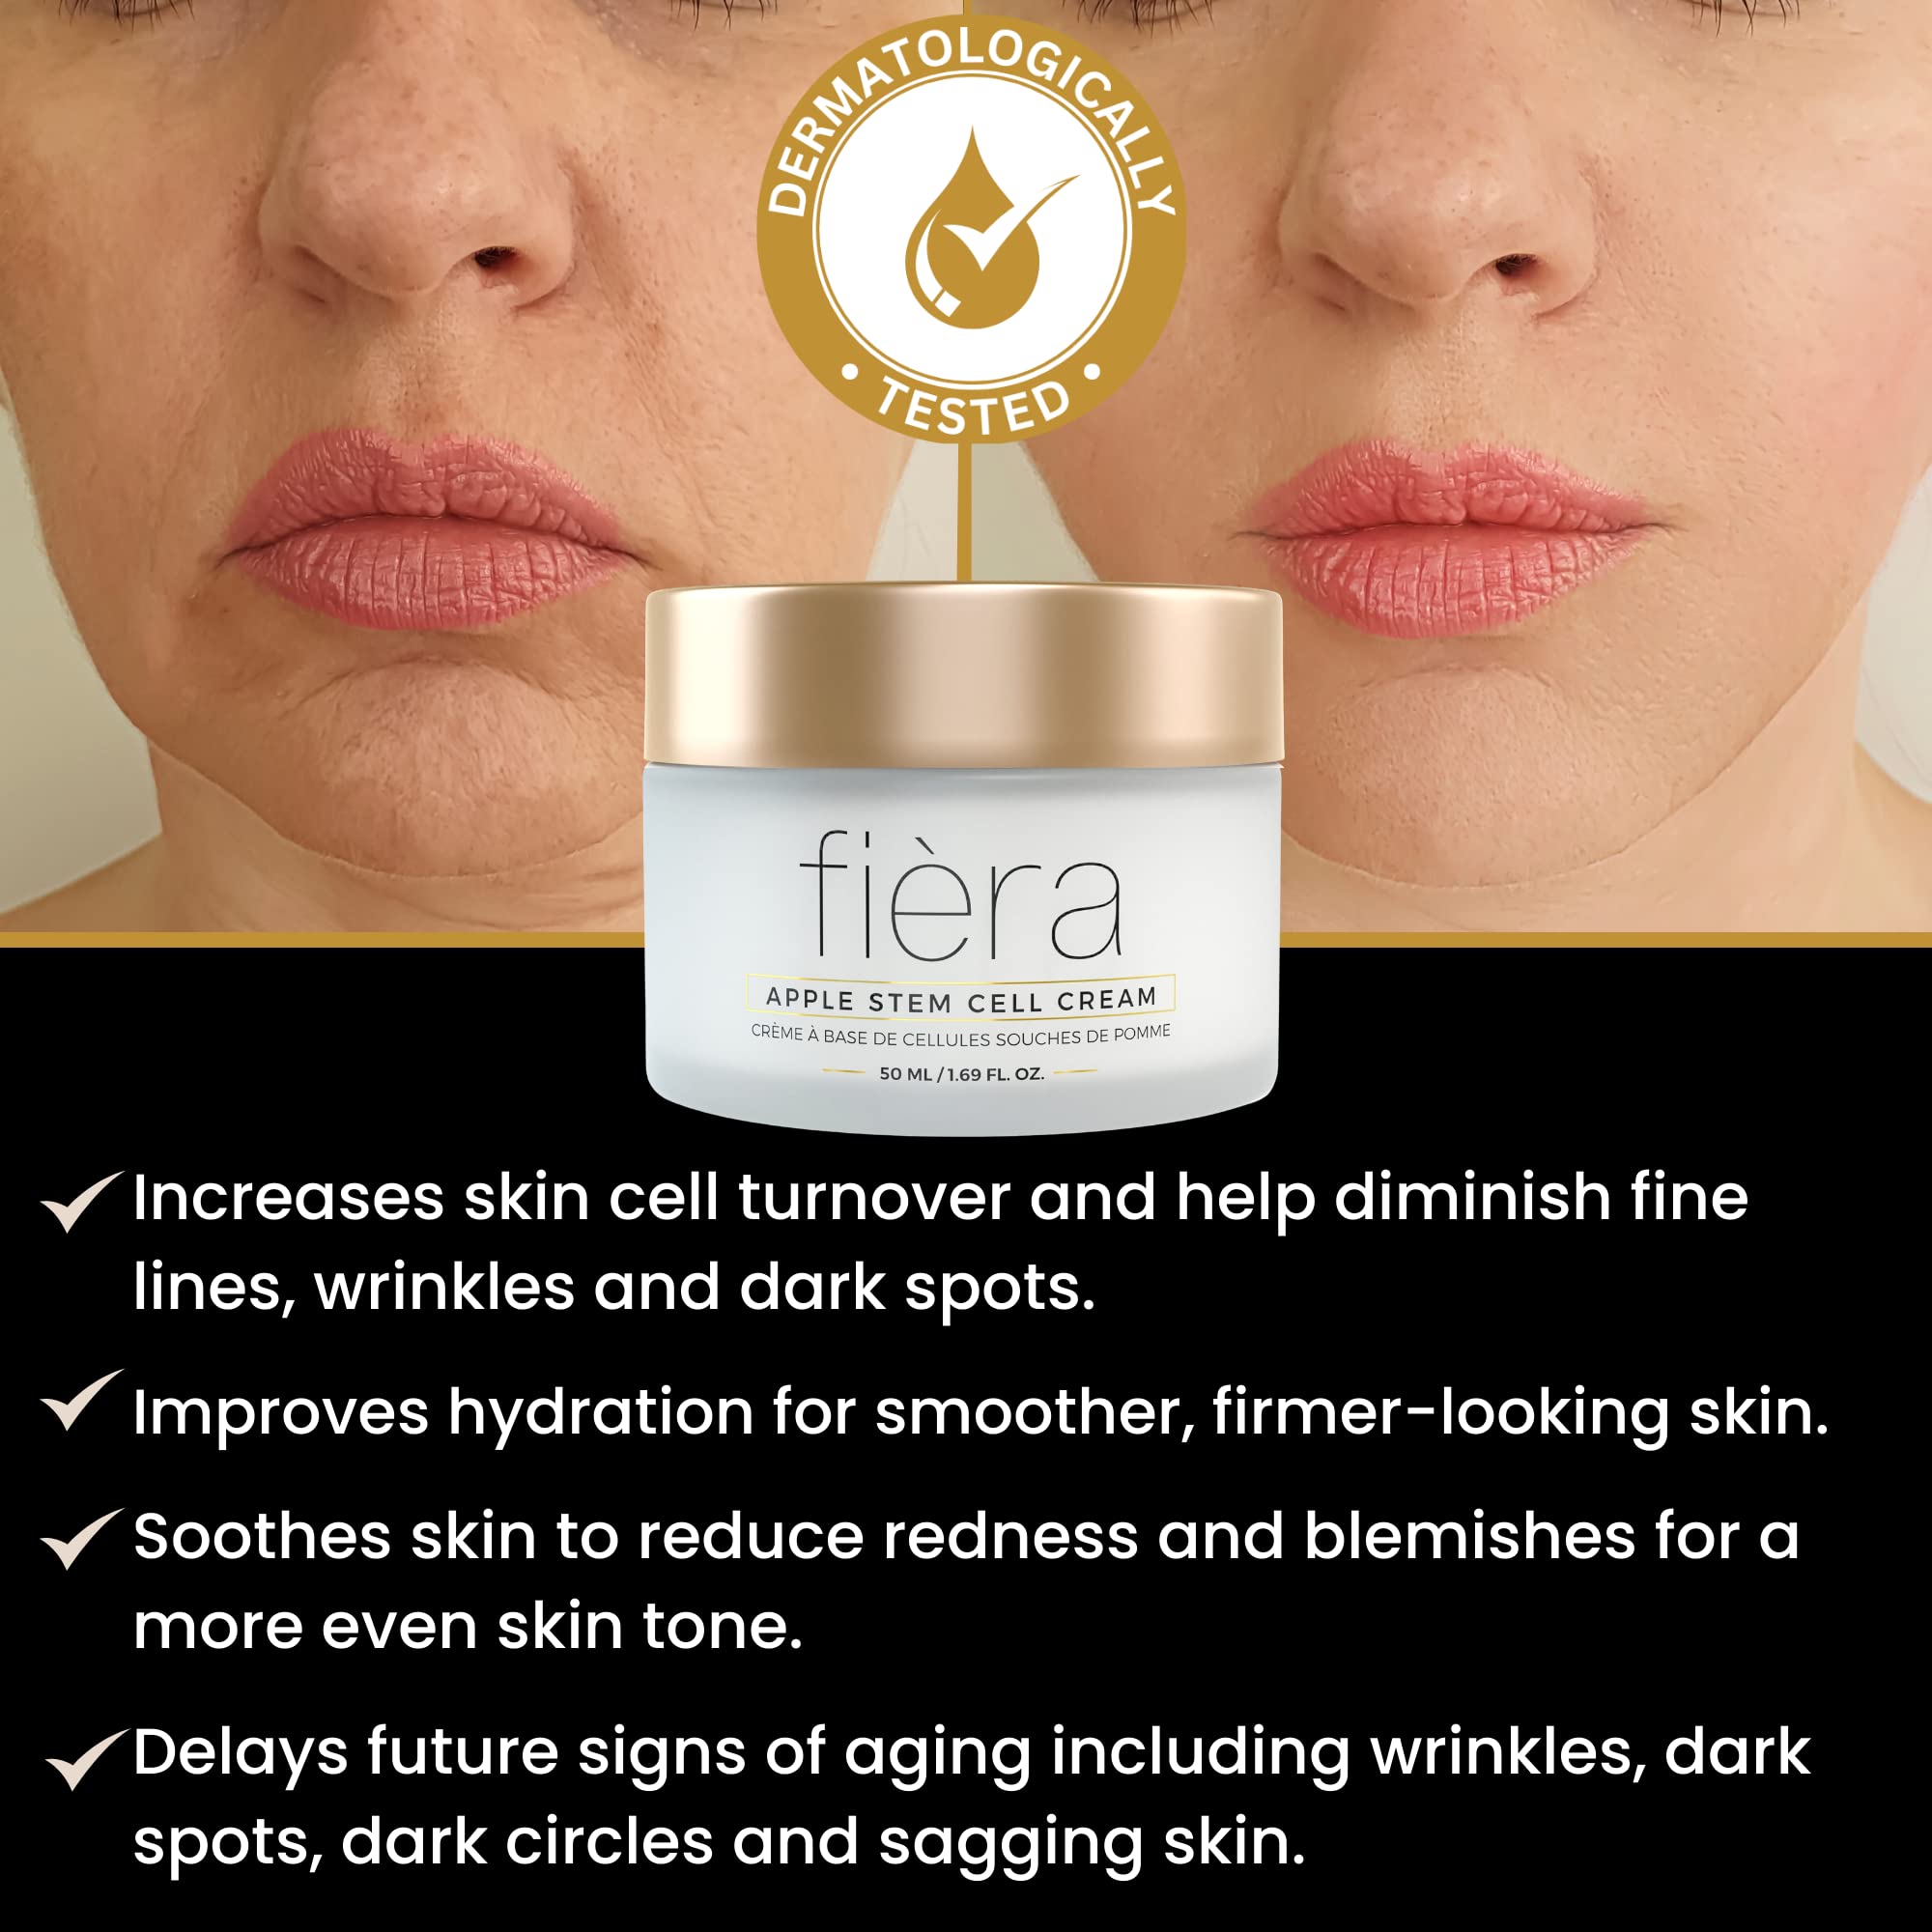 DERMATOLOGICALLY
• TESTED •
fièra
APPLE STEM CELL CREAM
CRÈME À BASE DE CELLULES SOUCHES DE POMME
50 ML / 1.69 FL. OZ.
Increases skin cell turnover and help diminish fine
lines, wrinkles and dark spots.
Improves hydration for smoother, firmer-looking skin.
Soothes skin to reduce redness and blemishes for a
more even skin tone.
Delays future signs of aging including wrinkles, dark
spots, dark circles and sagging skin.